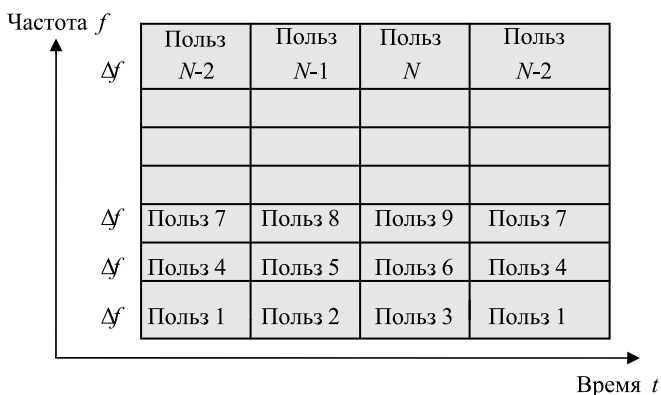 Частота f
Δf Польз N-2 Польз N-1 Польз N Польз N-2
Δf Польз 7 Польз 8 Польз 9 Польз 7
Δf Польз 4 Польз 5 Польз 6 Польз 4
Δf Польз 1 Польз 2 Польз 3 Польз 1
Время t